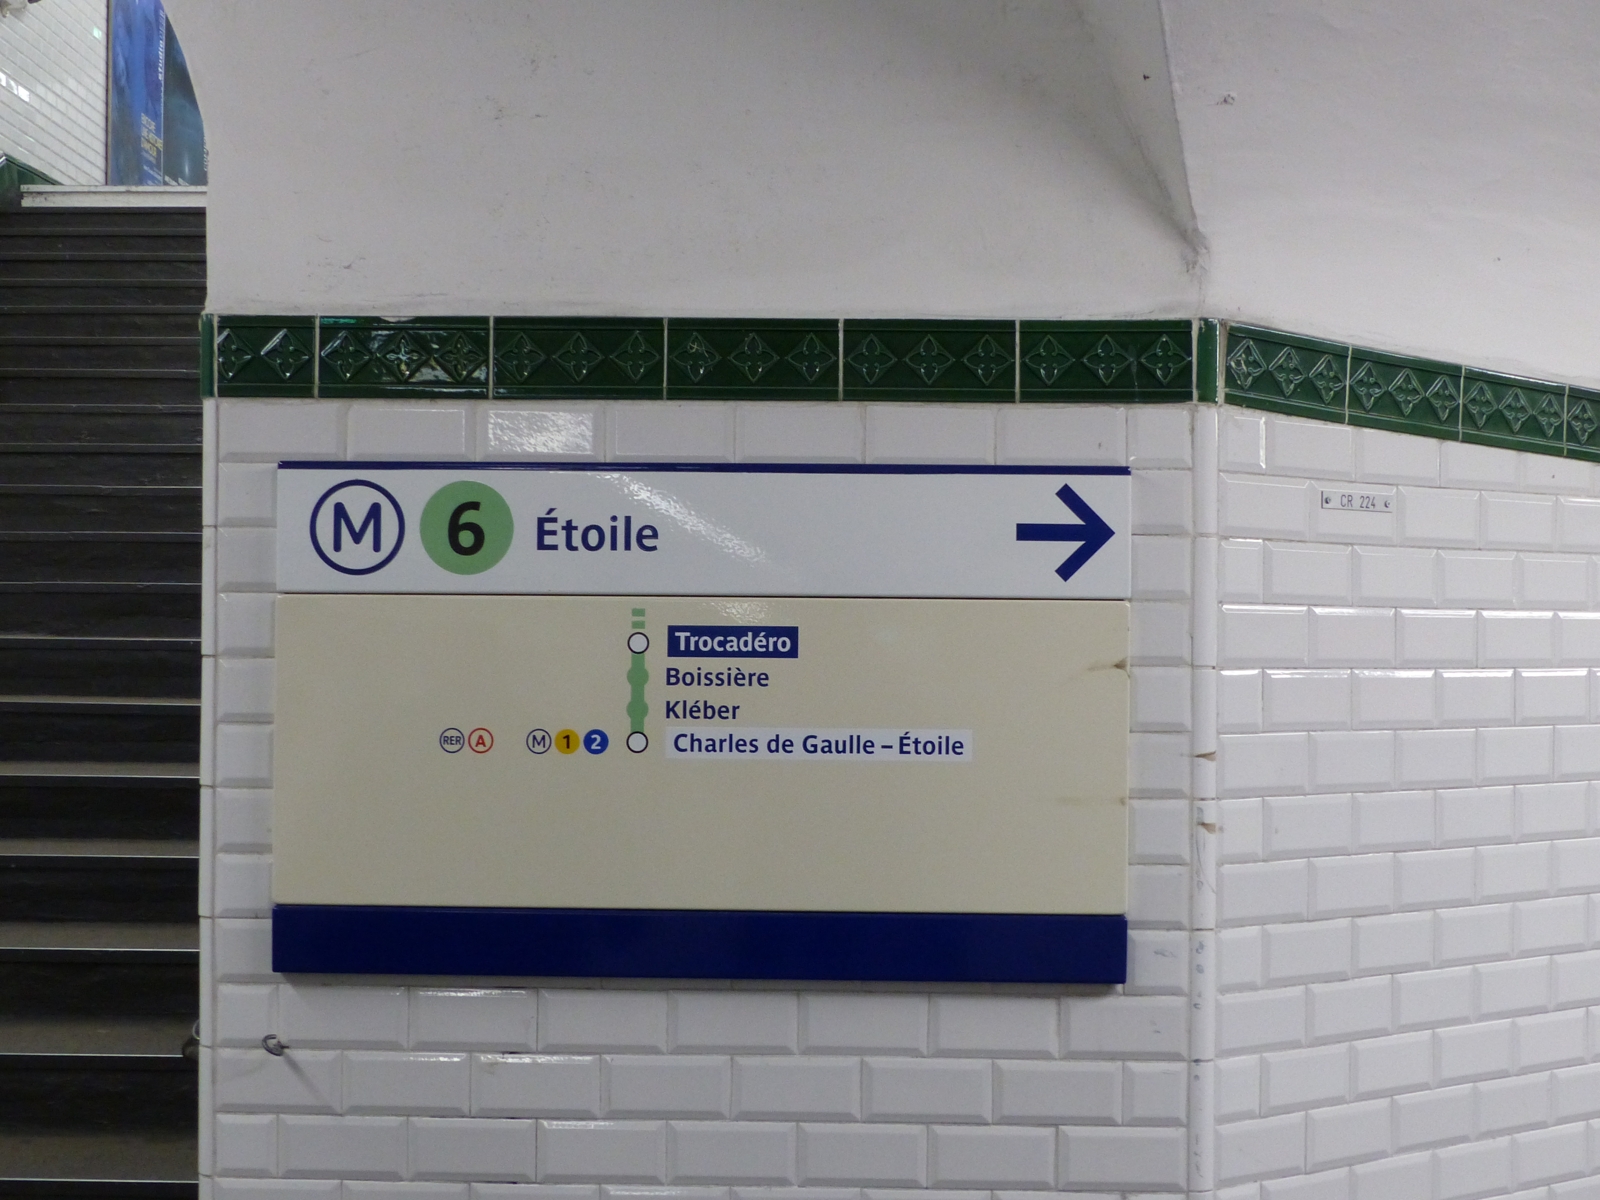 M 6 Étoile
CR 224
Trocadéro
Boissière
Kléber
RER A M 1 2 Charles de Gaulle – Étoile